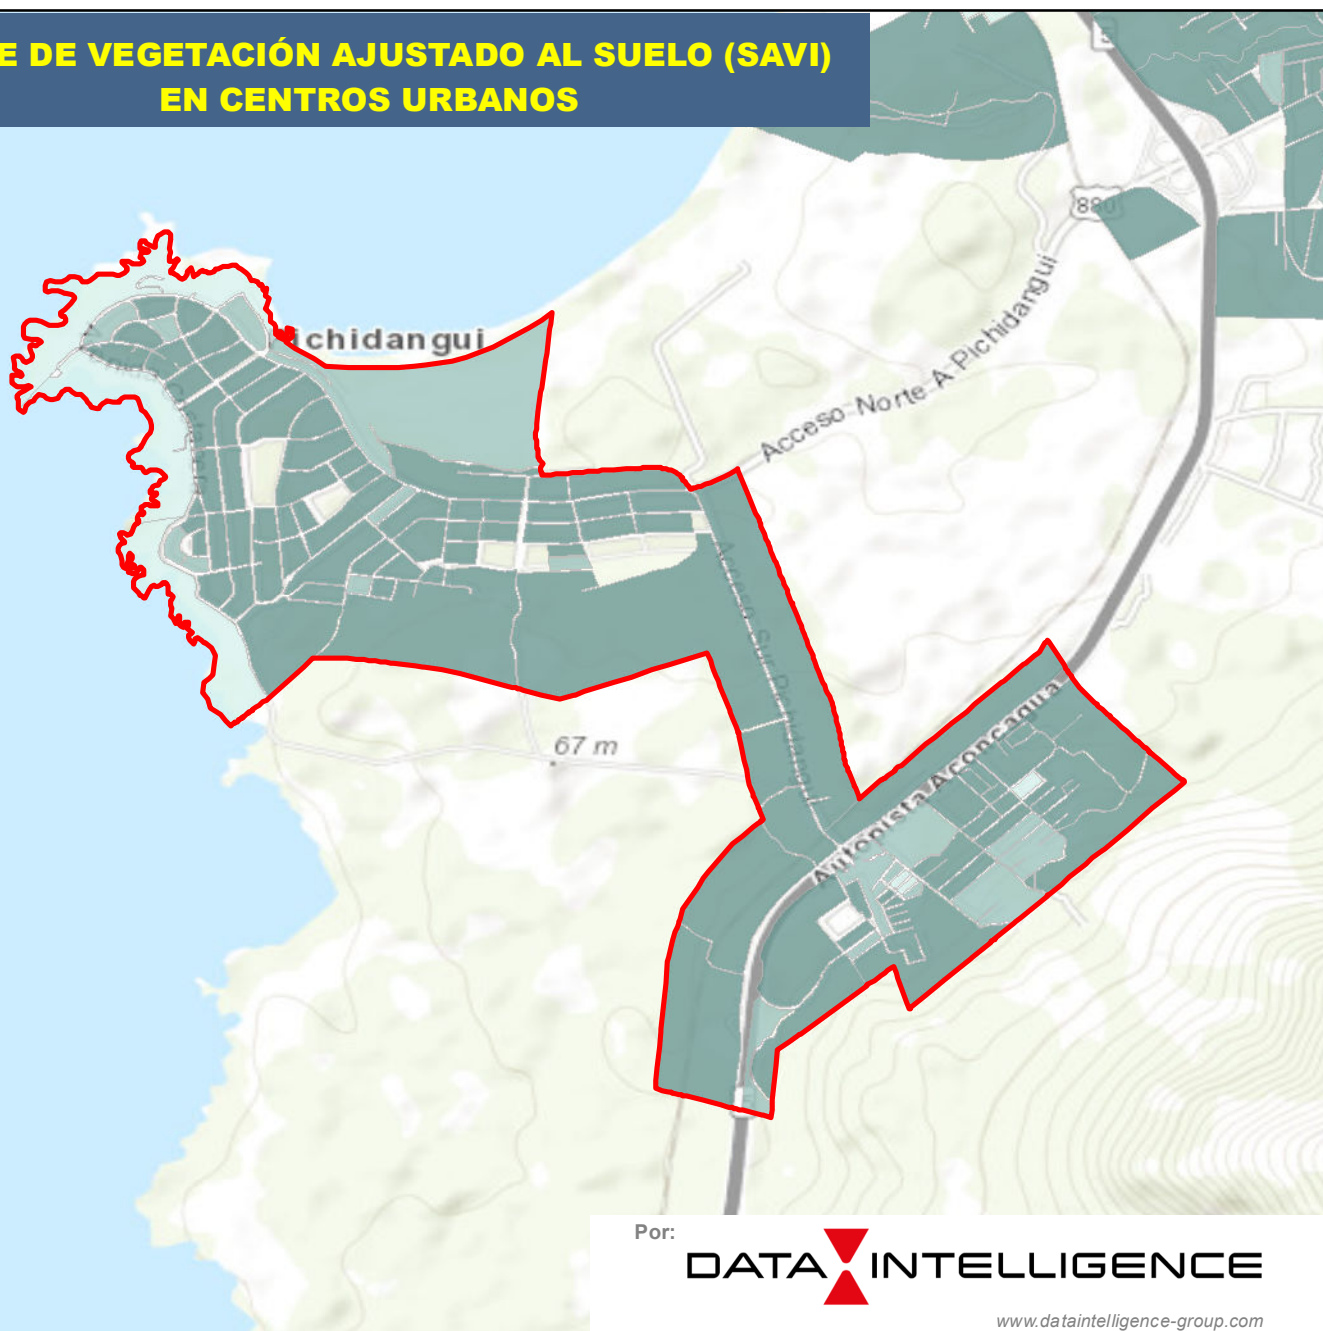 E DE VEGETACIÓN AJUSTADO AL SUELO (SAVI)
EN CENTROS URBANOS
5
880
ichidangui
Acceso Norte A Pichidangui
Acceso Sur Pichidangui
67 m
Autopista Aconcagua
Por:
DATA INTELLIGENCE
www.dataintelligence-group.com